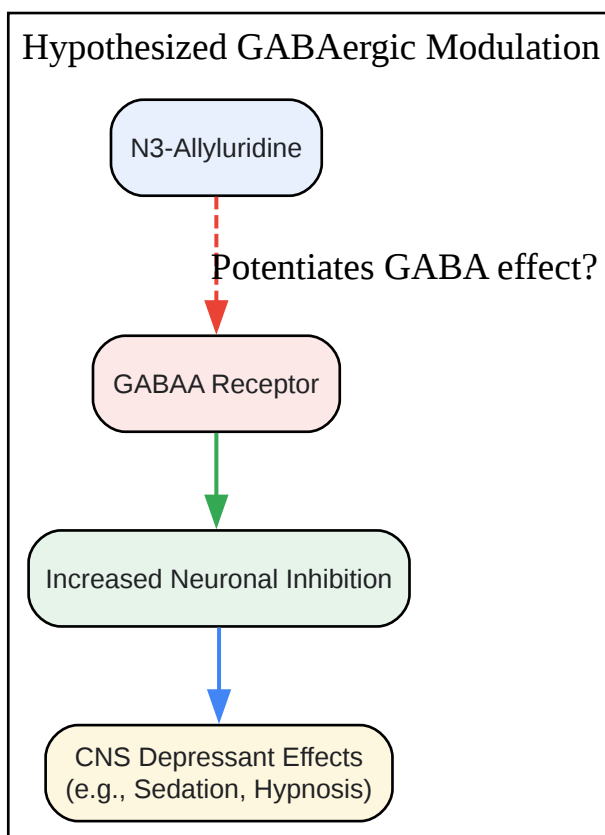 Hypothesized GABAergic Modulation
N3-Allyluridine
Potentiates GABA effect?
GABAA Receptor
Increased Neuronal Inhibition
CNS Depressant Effects
(e.g., Sedation, Hypnosis)